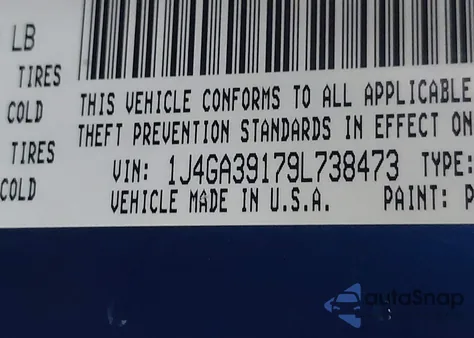 LB
TIRES
COLD
TIRES
COLD
THIS VEHICLE CONFORMS TO ALL APPLICABLE
THEFT PREVENTION STANDARDS IN EFFECT ON
VIN: 1J4GA39179L738473 TYPE:
VEHICLE MADE IN U.S.A. PAINT: P
autoSnap